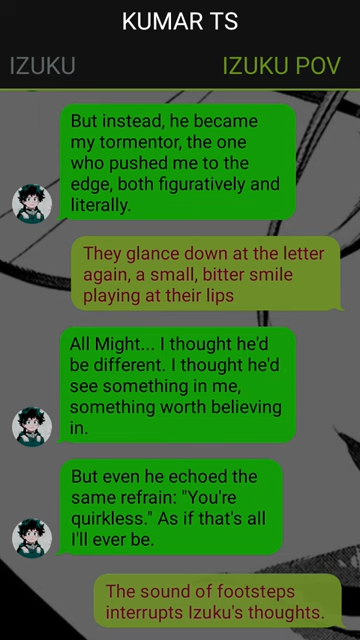 KUMAR TS
IZUKU
IZUKU POV
But instead, he became
my tormentor, the one
who pushed me to the
edge, both figuratively and
literally.
They glance down at the letter
again, a small, bitter smile
playing at their lips
All Might... I thought he'd
be different. I thought he'd
see something in me,
something worth believing
in.
But even he echoed the
same refrain: "You're
quirkless." As if that's all
I'll ever be.
The sound of footsteps
interrupts Izuku's thoughts.